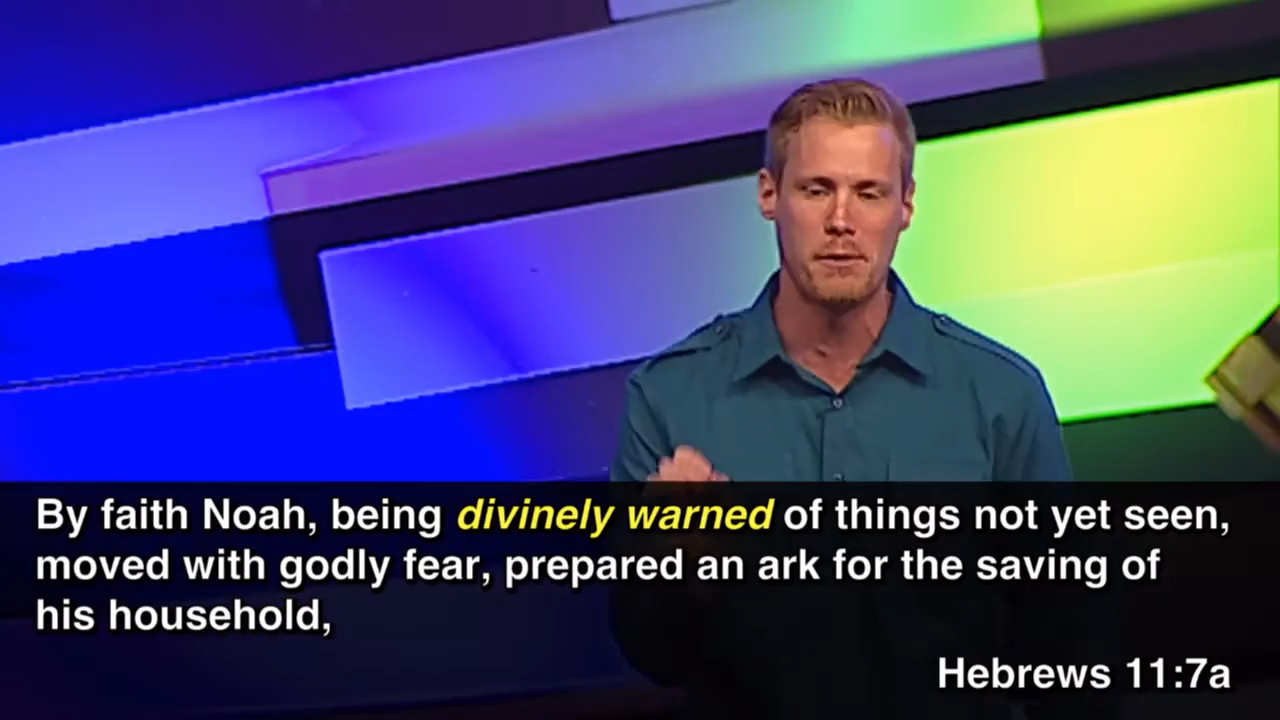 By faith Noah, being divinely warned of things not yet seen,
moved with godly fear, prepared an ark for the saving of
his household,
Hebrews 11:7a